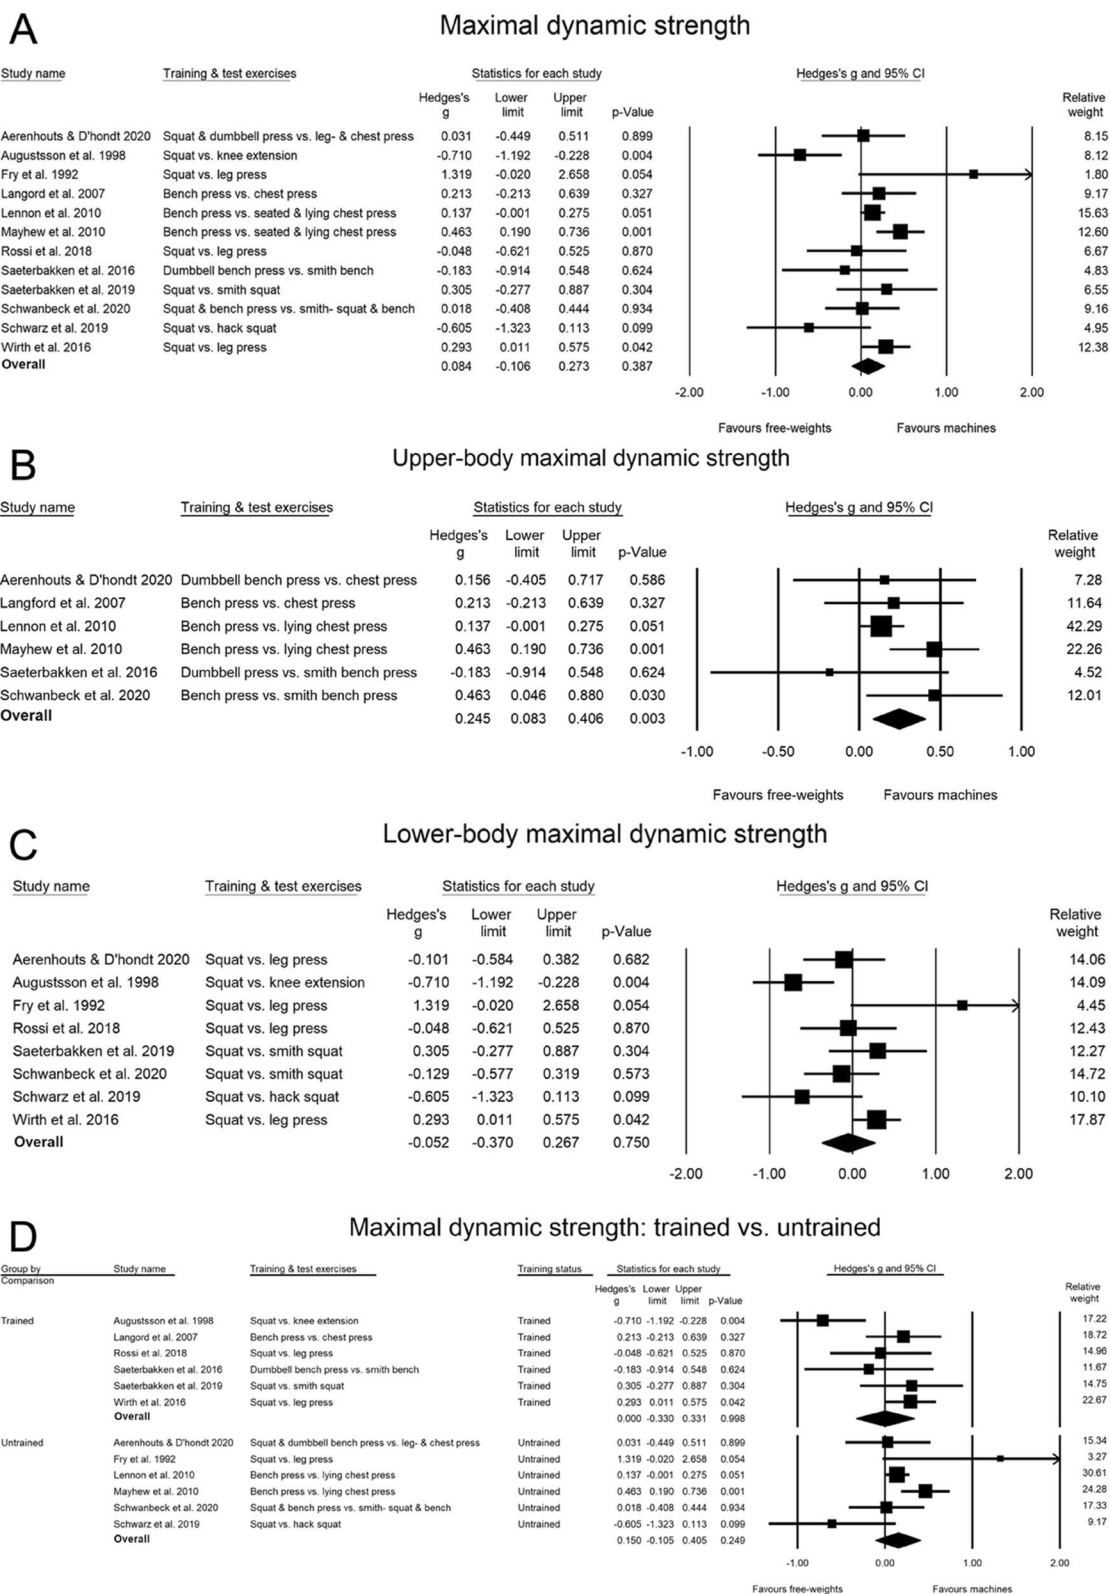 A
Maximal dynamic strength
Study name Training & test exercises Statistics for each study Hedges's g and 95% CI
Hedges's g Lower limit Upper limit p-Value Relative weight
Aerenhouts & D'hondt 2020 Squat & dumbbell press vs. leg- & chest press 0.031 -0.449 0.511 0.899 8.15
Augustsson et al. 1998 Squat vs. knee extension -0.710 -1.192 -0.228 0.004 8.12
Fry et al. 1992 Squat vs. leg press 1.319 -0.020 2.658 0.054 1.80
Langord et al. 2007 Bench press vs. chest press 0.213 -0.213 0.639 0.327 9.17
Lennon et al. 2010 Bench press vs. seated & lying chest press 0.137 -0.001 0.275 0.051 15.63
Mayhew et al. 2010 Bench press vs. seated & lying chest press 0.463 0.190 0.736 0.001 12.60
Rossi et al. 2018 Squat vs. leg press -0.048 -0.621 0.525 0.870 6.67
Saeterbakken et al. 2016 Dumbbell bench press vs. smith bench -0.183 -0.914 0.548 0.624 4.83
Saeterbakken et al. 2019 Squat vs. smith squat 0.305 -0.277 0.887 0.304 6.55
Schwanbeck et al. 2020 Squat & bench press vs. smith- squat & bench 0.018 -0.408 0.444 0.934 9.16
Schwarz et al. 2019 Squat vs. hack squat -0.605 -1.323 0.113 0.099 4.95
Wirth et al. 2016 Squat vs. leg press 0.293 0.011 0.575 0.042 12.38
Overall 0.084 -0.106 0.273 0.387
-2.00 -1.00 0.00 1.00 2.00
Favours free-weights Favours machines
B
Upper-body maximal dynamic strength
Study name Training & test exercises Statistics for each study Hedges's g and 95% CI
Hedges's g Lower limit Upper limit p-Value Relative weight
Aerenhouts & D'hondt 2020 Dumbbell bench press vs. chest press 0.156 -0.405 0.717 0.586 7.28
Langford et al. 2007 Bench press vs. chest press 0.213 -0.213 0.639 0.327 11.64
Lennon et al. 2010 Bench press vs. lying chest press 0.137 -0.001 0.275 0.051 42.29
Mayhew et al. 2010 Bench press vs. lying chest press 0.463 0.190 0.736 0.001 22.26
Saeterbakken et al. 2016 Dumbbell press vs. smith bench press -0.183 -0.914 0.548 0.624 4.52
Schwanbeck et al. 2020 Bench press vs. smith bench press 0.463 0.046 0.880 0.030 12.01
Overall 0.245 0.083 0.406 0.003
-1.00 -0.50 0.00 0.50 1.00
Favours free-weights Favours machines
C
Lower-body maximal dynamic strength
Study name Training & test exercises Statistics for each study Hedges's g and 95% CI
Hedges's g Lower limit Upper limit p-Value Relative weight
Aerenhouts & D'hondt 2020 Squat vs. leg press -0.101 -0.584 0.382 0.682 14.06
Augustsson et al. 1998 Squat vs. knee extension -0.710 -1.192 -0.228 0.004 14.09
Fry et al. 1992 Squat vs. leg press 1.319 -0.020 2.658 0.054 4.45
Rossi et al. 2018 Squat vs. leg press -0.048 -0.621 0.525 0.870 12.43
Saeterbakken et al. 2019 Squat vs. smith squat 0.305 -0.277 0.887 0.304 12.27
Schwanbeck et al. 2020 Squat vs. smith squat -0.129 -0.577 0.319 0.573 14.72
Schwarz et al. 2019 Squat vs. hack squat -0.605 -1.323 0.113 0.099 10.10
Wirth et al. 2016 Squat vs. leg press 0.293 0.011 0.575 0.042 17.87
Overall -0.052 -0.370 0.267 0.750
-2.00 -1.00 0.00 1.00 2.00
D
Maximal dynamic strength: trained vs. untrained
Group by Comparison Study name Training & test exercises Training status Statistics for each study Hedges's g and 95% CI
Hedges's g Lower limit Upper limit p-Value Relative weight
Trained Augustsson et al. 1998 Squat vs. knee extension Trained -0.710 -1.192 -0.228 0.004 17.22
Langord et al. 2007 Bench press vs. chest press Trained 0.213 -0.213 0.639 0.327 18.72
Rossi et al. 2018 Squat vs. leg press Trained -0.048 -0.621 0.525 0.870 14.96
Saeterbakken et al. 2016 Dumbbell bench press vs. smith bench Trained -0.183 -0.914 0.548 0.624 11.67
Saeterbakken et al. 2019 Squat vs. smith squat Trained 0.305 -0.277 0.887 0.304 14.75
Wirth et al. 2016 Squat vs. leg press Trained 0.293 0.011 0.575 0.042 22.67
Overall 0.000 -0.330 0.331 0.998
Untrained Aerenhouts & D'hondt 2020 Squat & dumbbell bench press vs. leg- & chest press Untrained 0.031 -0.449 0.511 0.899 15.34
Fry et al. 1992 Squat vs. leg press Untrained 1.319 -0.020 2.658 0.054 3.27
Lennon et al. 2010 Bench press vs. lying chest press Untrained 0.137 -0.001 0.275 0.051 30.61
Mayhew et al. 2010 Bench press vs. lying chest press Untrained 0.463 0.190 0.736 0.001 24.28
Schwanbeck et al. 2020 Squat & bench press vs. smith- squat & bench Untrained 0.018 -0.408 0.444 0.934 17.33
Schwarz et al. 2019 Squat vs. hack squat Untrained -0.605 -1.323 0.113 0.099 9.17
Overall 0.150 -0.105 0.405 0.249
-1.00 0.00 1.00 2.00
Favours free-weights Favours machines